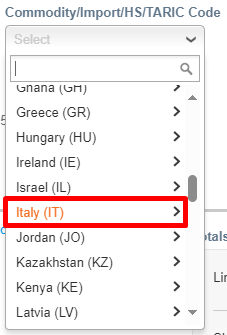 Commodity/Import/HS/TARIC Code
Select
Ghana (GH)
Greece (GR)
Hungary (HU)
Ireland (IE)
Israel (IL)
Italy (IT)
Jordan (JO)
Kazakhstan (KZ)
Kenya (KE)
Latvia (LV)